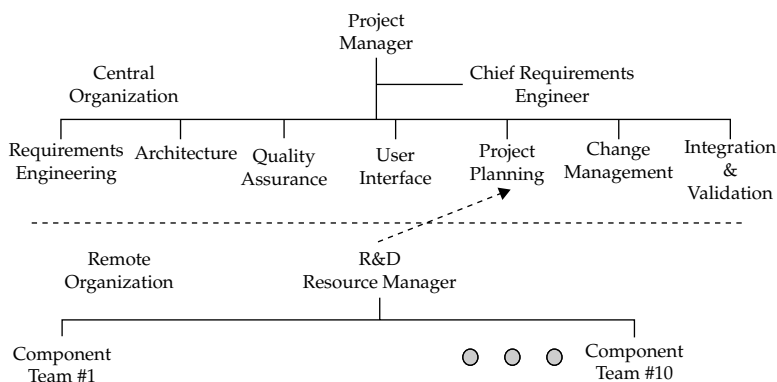 Project
Manager
Central
Organization
Chief Requirements
Engineer
Requirements
Engineering
Architecture
Quality
Assurance
User
Interface
Project
Planning
Change
Management
Integration
&
Validation
Remote
Organization
R&D
Resource Manager
Component
Team #1
Component
Team #10